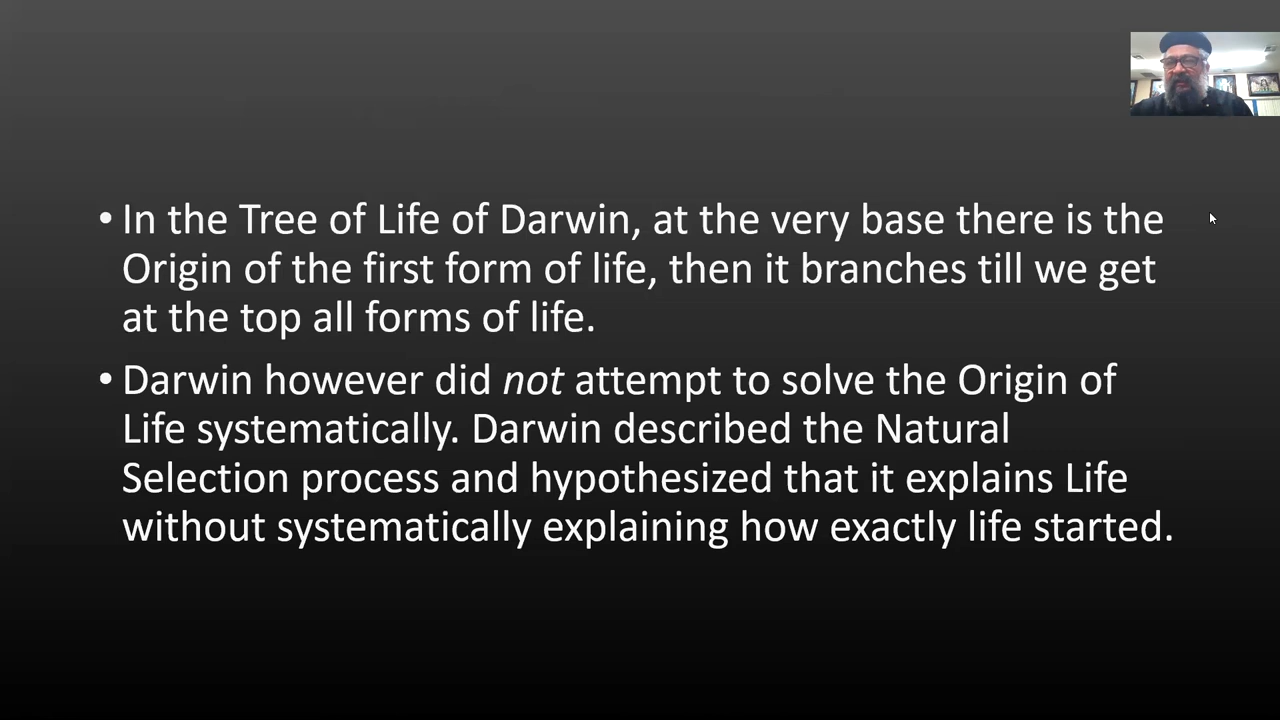 • In the Tree of Life of Darwin, at the very base there is the
Origin of the first form of life, then it branches till we get
at the top all forms of life.
• Darwin however did not attempt to solve the Origin of
Life systematically. Darwin described the Natural
Selection process and hypothesized that it explains Life
without systematically explaining how exactly life started.